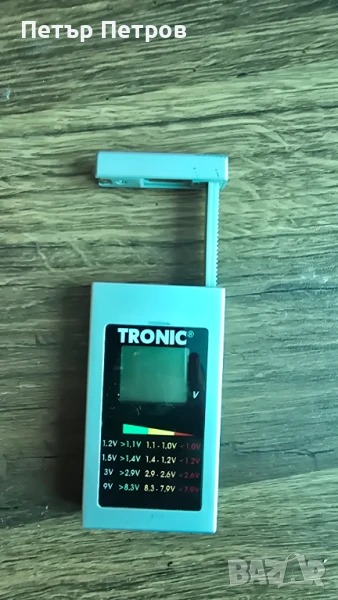 Петър Петров
TRONIC®
V
1.2V >1,1V 1,1 - 1,0V <1,0V
1.5V >1,4V 1,4 - 1,2V <1,2V
3V >2.9V 2,9 - 2.6V <2.6V
9V >8.3V 8.3 - 7.9V <7.9V
BAZAR